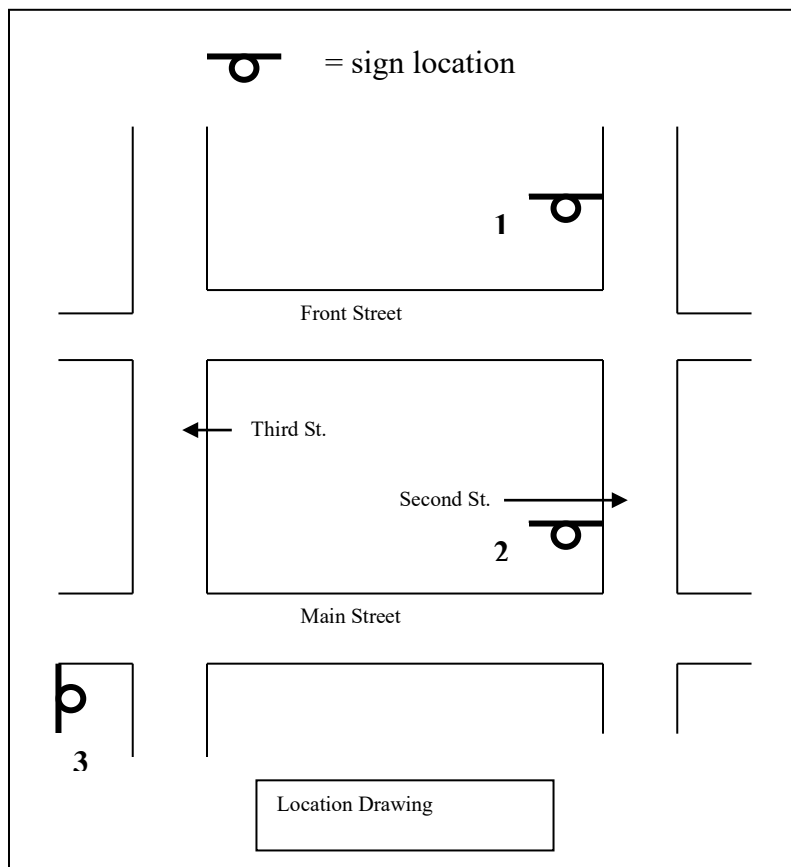 = sign location
1
Front Street
Third St.
Second St.
2
Main Street
3
Location Drawing